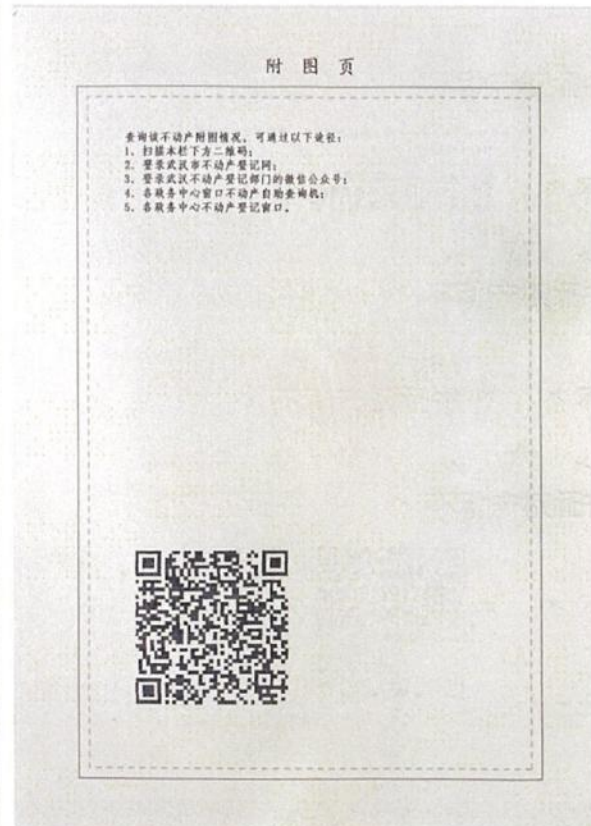 附 图 页
查询该不动产附图情况，可通过以下途径：
1、扫描本栏下方二维码；
2、登录武汉市不动产登记网；
3、登录武汉不动产登记部门的微信公众号；
4、各政务中心窗口不动产自助查询机；
5、各政务中心不动产登记窗口。